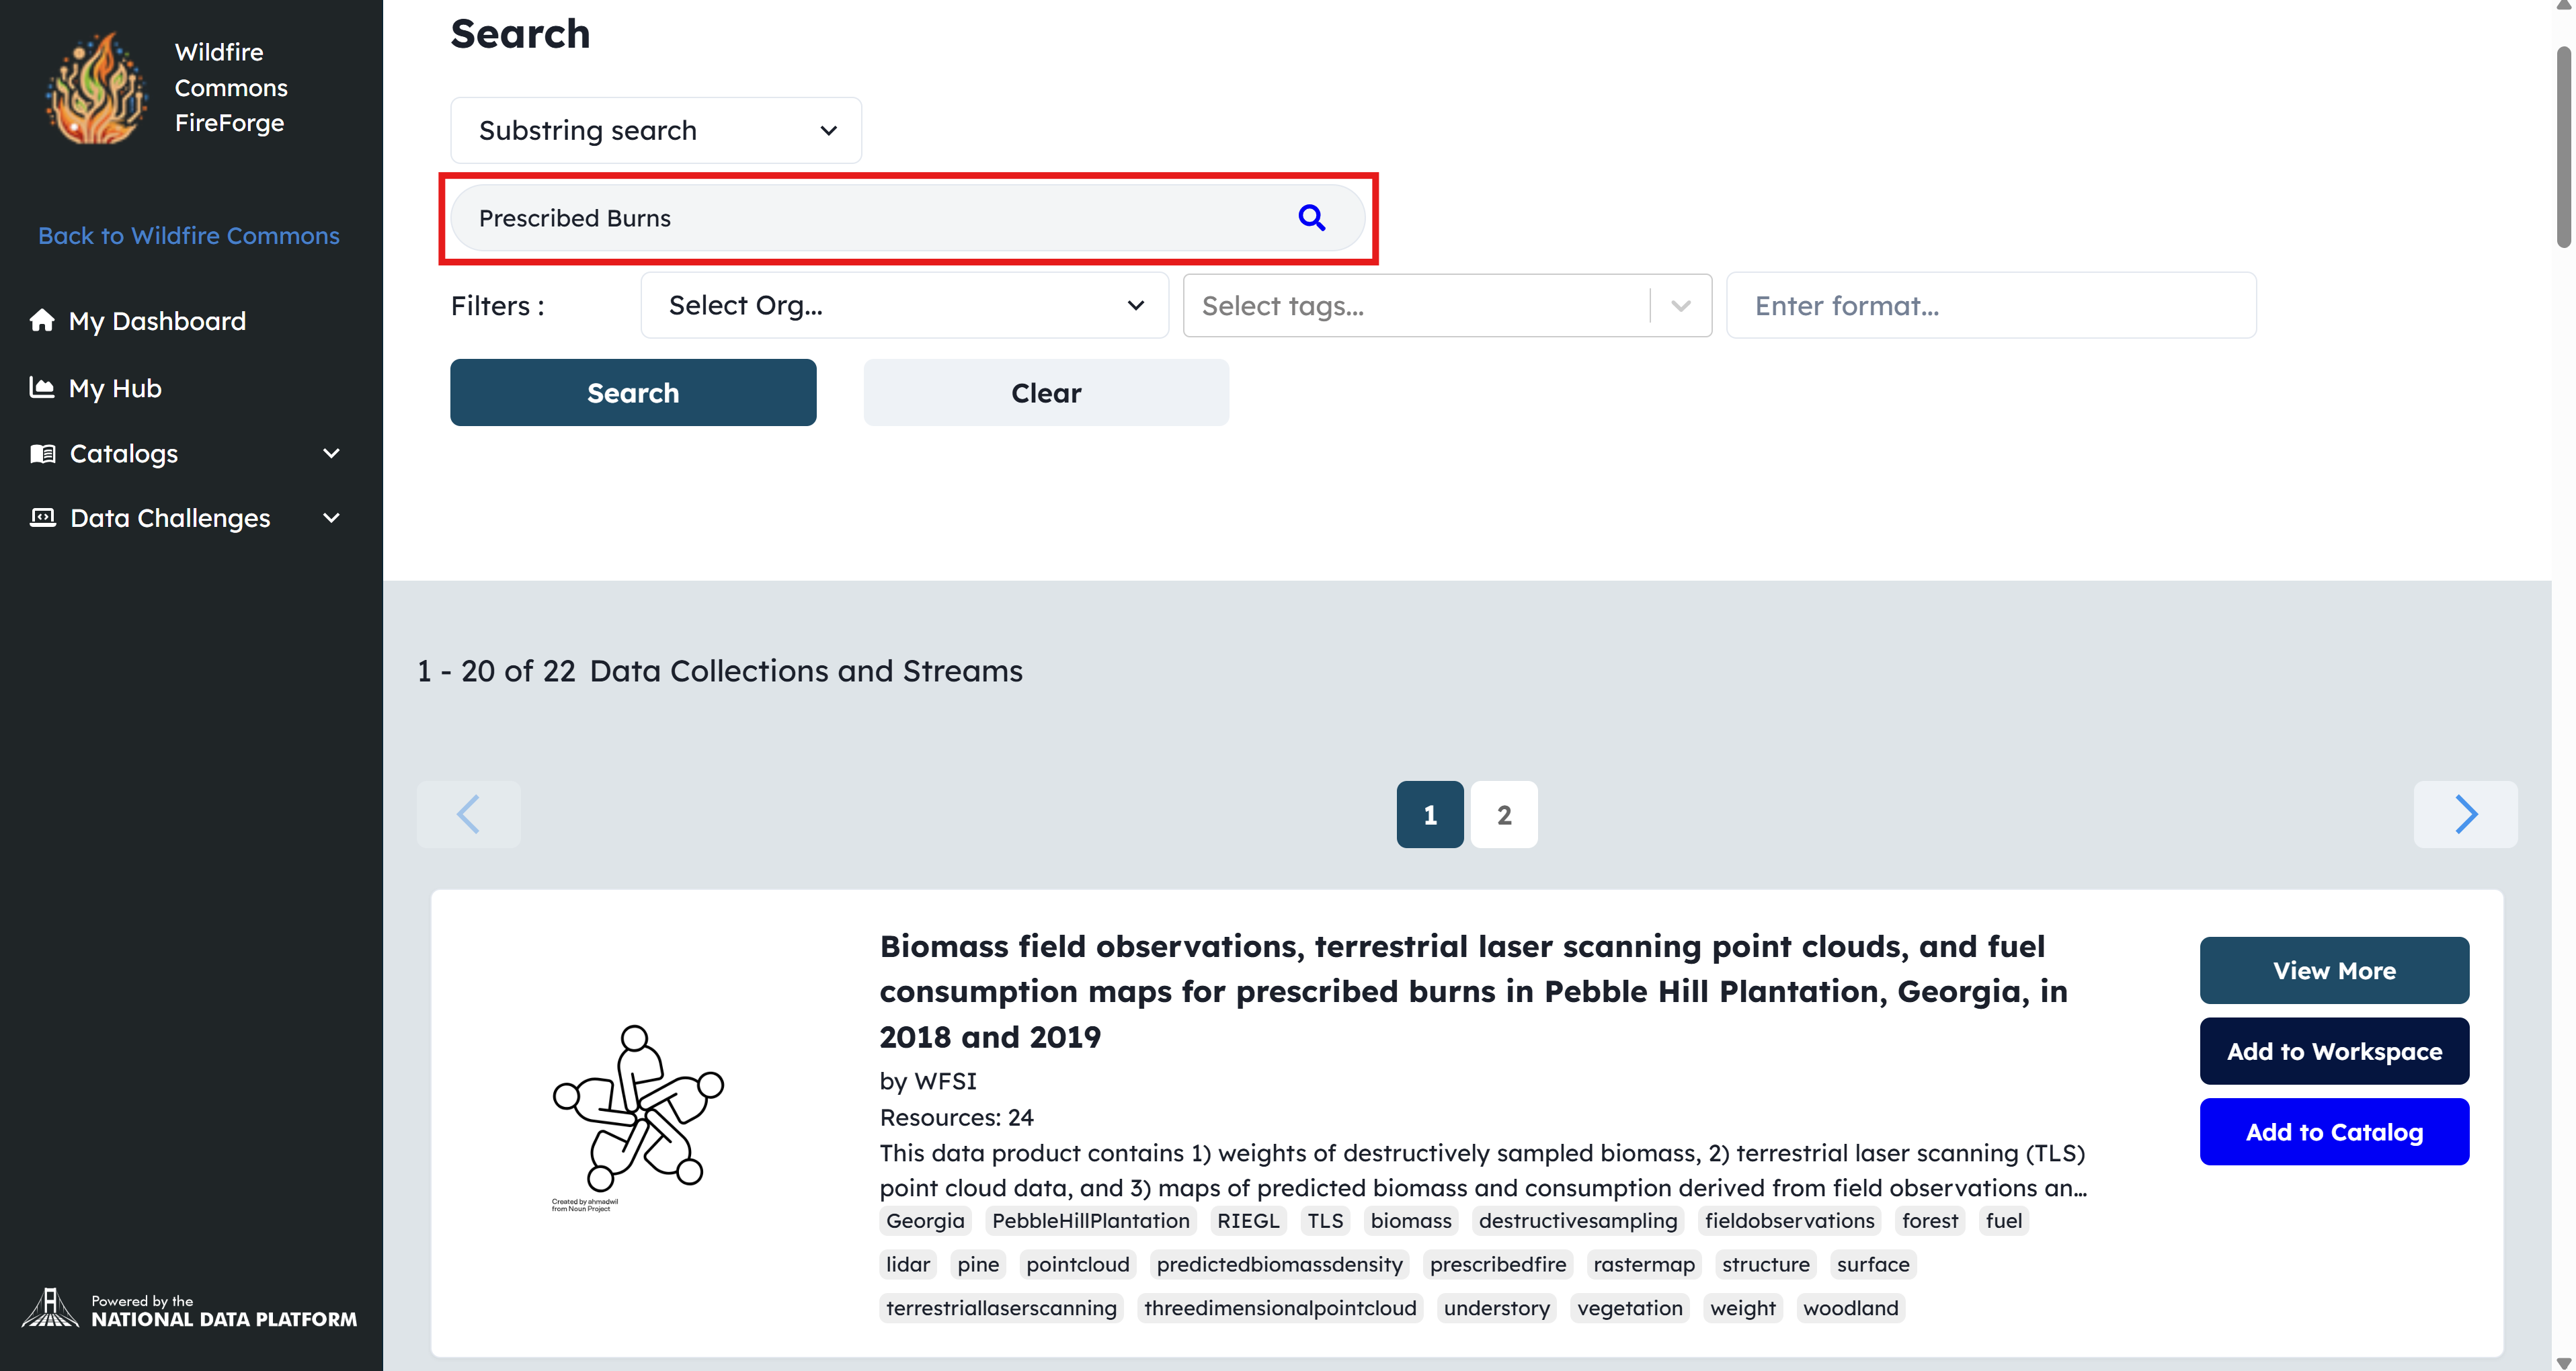 Wildfire
Commons
FireForge
Back to Wildfire Commons
My Dashboard
My Hub
Catalogs
Data Challenges
Powered by the
NATIONAL DATA PLATFORM
Search
Substring search
Prescribed Burns
Filters :
Select Org...
Select tags...
Enter format...
Search
Clear
1 - 20 of 22 Data Collections and Streams
1
2
Biomass field observations, terrestrial laser scanning point clouds, and fuel
consumption maps for prescribed burns in Pebble Hill Plantation, Georgia, in
2018 and 2019
by WFSI
Resources: 24
This data product contains 1) weights of destructively sampled biomass, 2) terrestrial laser scanning (TLS)
point cloud data, and 3) maps of predicted biomass and consumption derived from field observations an...
Georgia PebbleHillPlantation RIEGL TLS biomass destructivesampling fieldobservations forest fuel
lidar pine pointcloud predictedbiomassdensity prescribedfire rastermap structure surface
terrestriallaserscanning threedimensionalpointcloud understory vegetation weight woodland
Created by ahmadwil
from Noun Project
View More
Add to Workspace
Add to Catalog